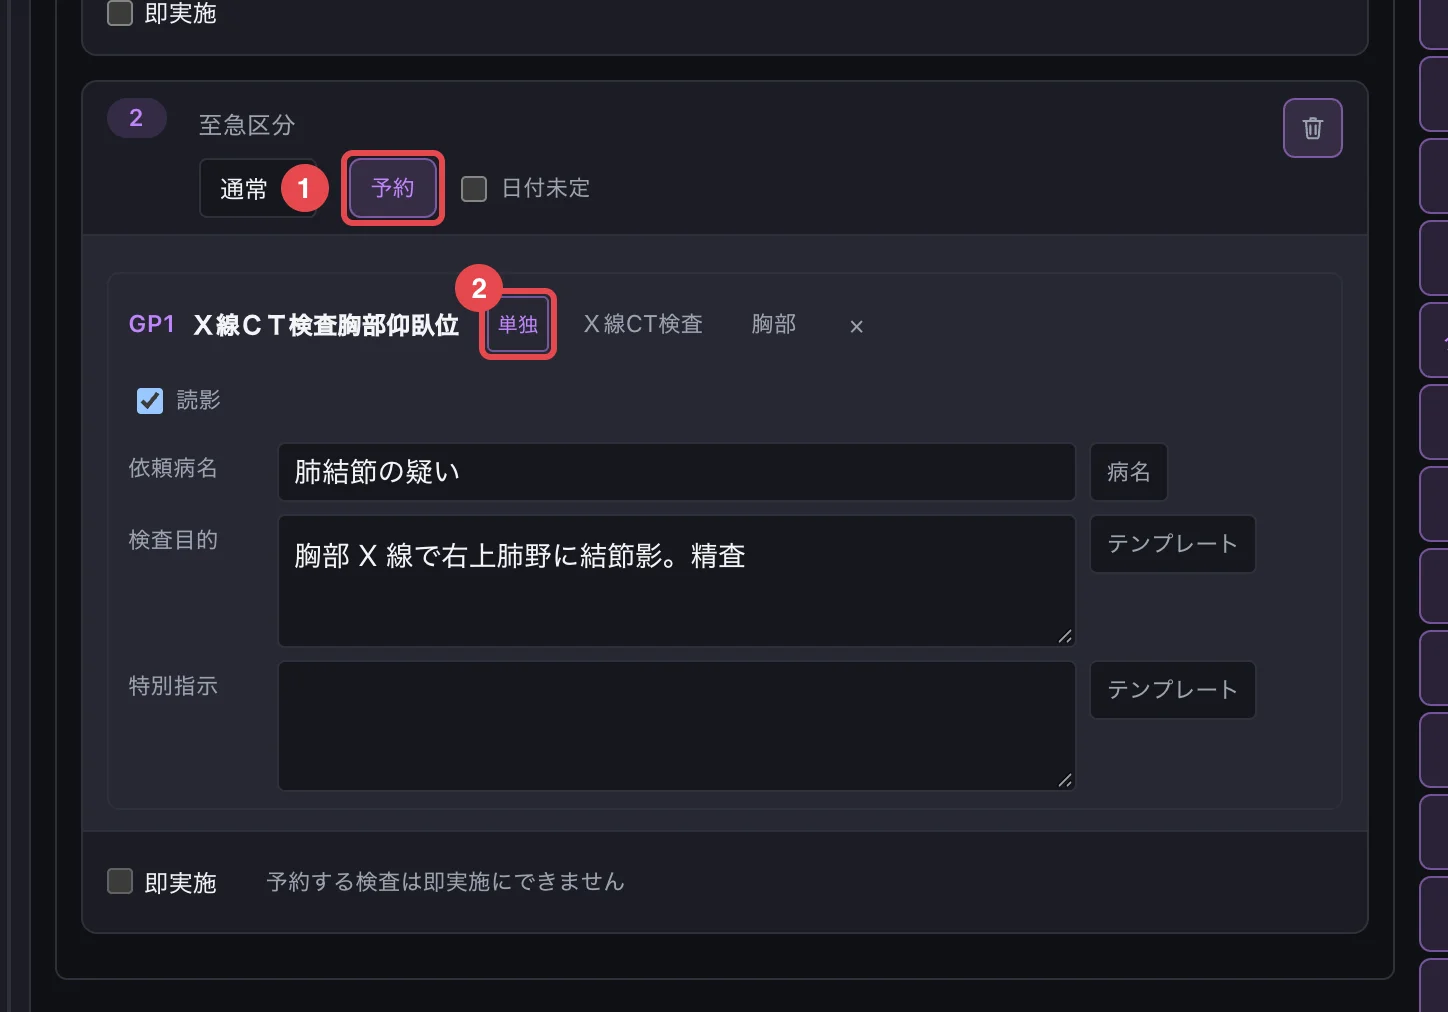 即実施
2
至急区分
通常 1 予約 日付未定
2
GP1 X線CT検査胸部仰臥位 単独 X線CT検査 胸部 ×
読影
依頼病名 肺結節の疑い 病名
検査目的 胸部 X 線で右上肺野に結節影。精査 テンプレート
特別指示 テンプレート
即実施 予約する検査は即実施にできません